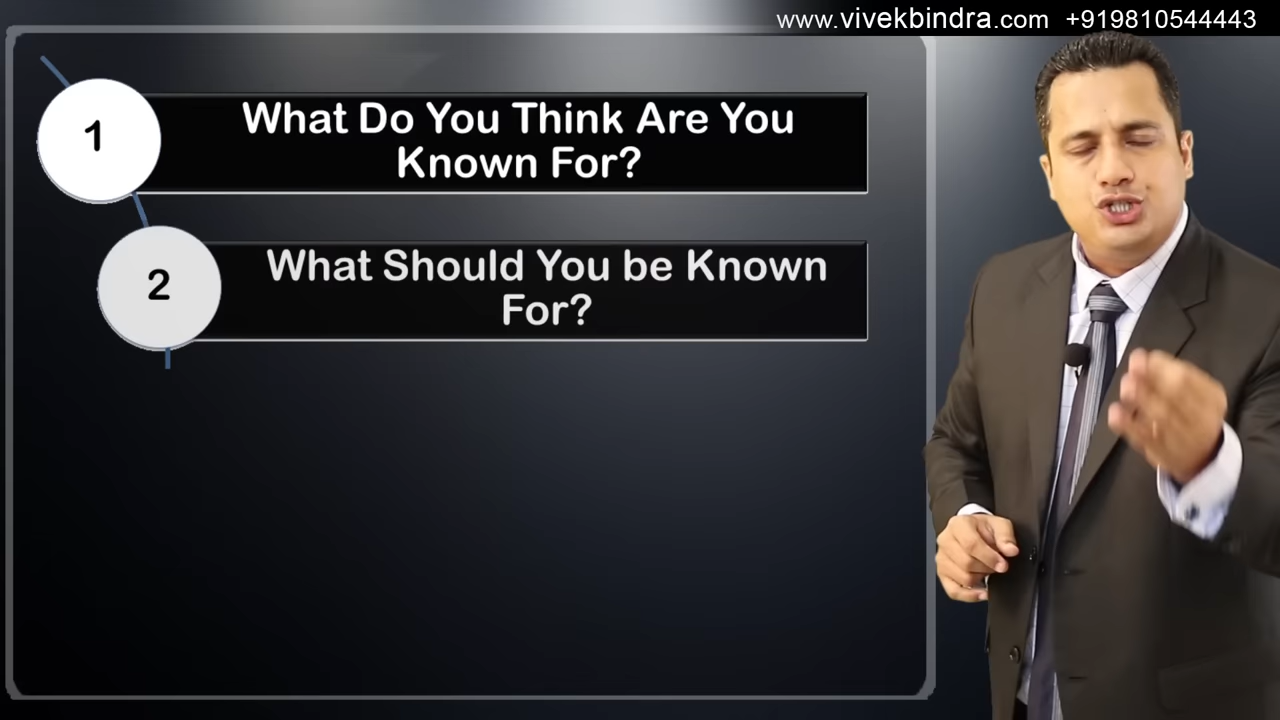 www.vivekbindra.com +919810544443
1
What Do You Think Are You
Known For?
2
What Should You be Known
For?